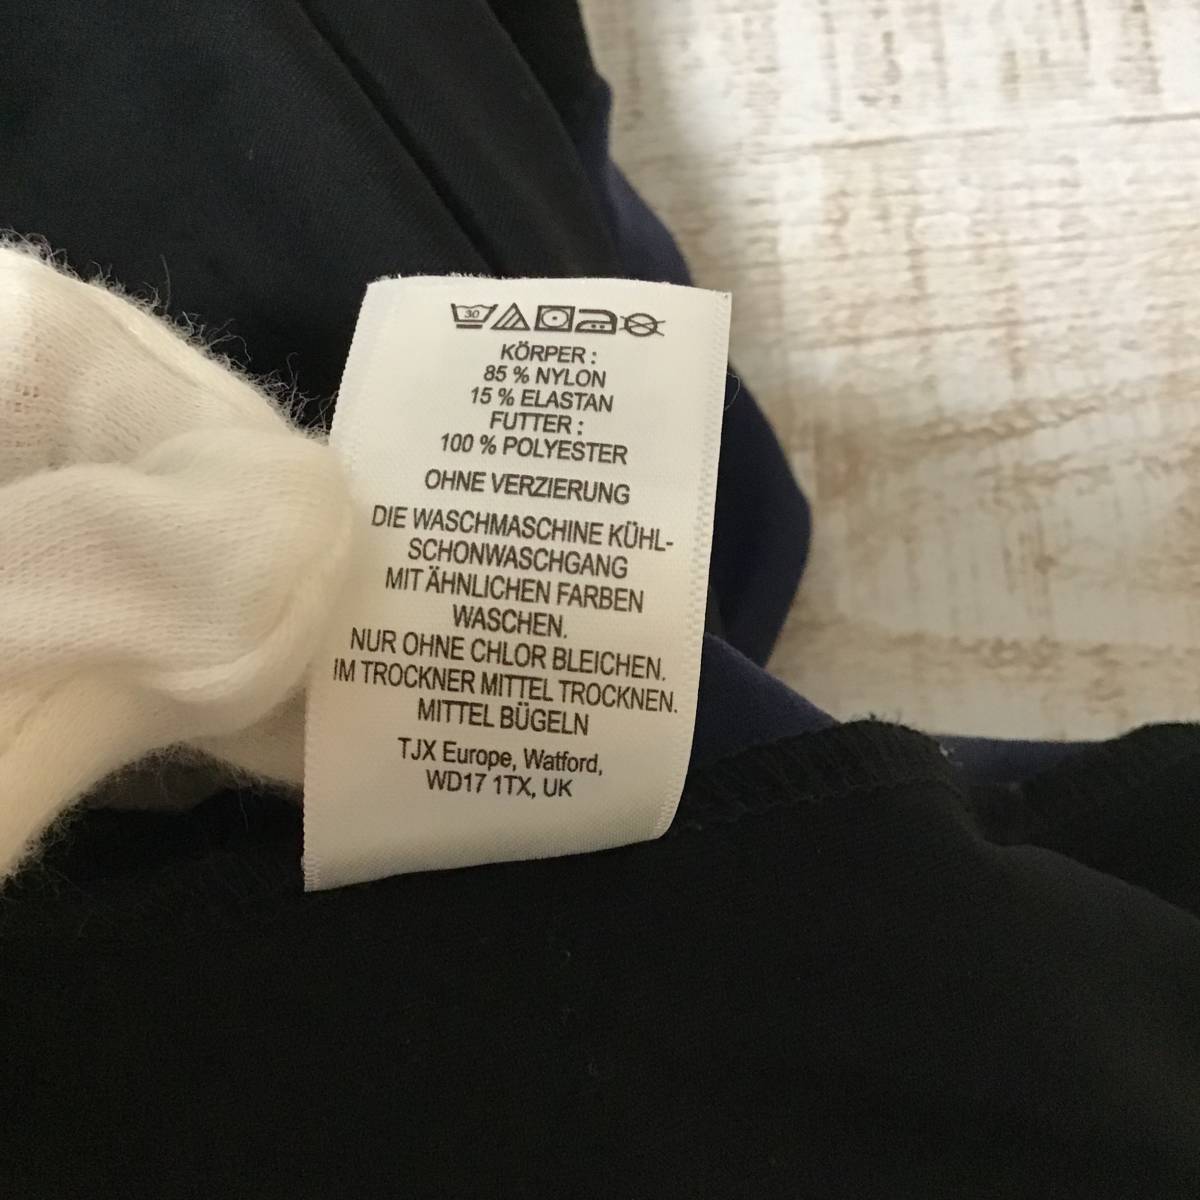 30
KÖRPER :
85 % NYLON
15 % ELASTAN
FUTTER :
100 % POLYESTER
OHNE VERZIERUNG
DIE WASCHMASCHINE KÜHL-
SCHONWASCHGANG
MIT ÄHNLICHEN FARBEN
WASCHEN.
NUR OHNE CHLOR BLEICHEN.
IM TROCKNER MITTEL TROCKNEN.
MITTEL BÜGELN
TJX Europe, Watford,
WD17 1TX, UK